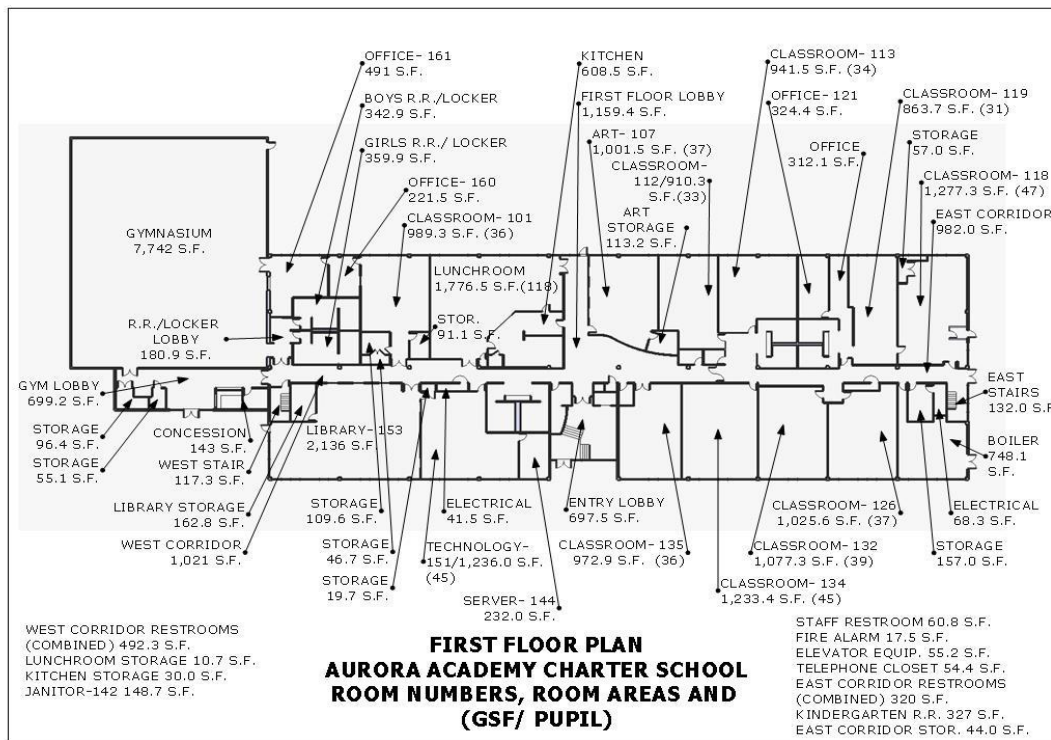 OFFICE- 161
491 S.F.
BOYS R.R./LOCKER
342.9 S.F.
GIRLS R.R./ LOCKER
359.9 S.F.
OFFICE- 160
221.5 S.F.
CLASSROOM- 101
989.3 S.F. (36)
KITCHEN
608.5 S.F.
FIRST FLOOR LOBBY
1,159.4 S.F.
ART- 107
1,001.5 S.F. (37)
CLASSROOM-
112/910.3
S.F.(33)
ART
STORAGE
113.2 S.F.
CLASSROOM- 113
941.5 S.F. (34)
OFFICE- 121
324.4 S.F.
OFFICE
312.1 S.F.
CLASSROOM- 119
863.7 S.F. (31)
STORAGE
57.0 S.F.
CLASSROOM- 118
1,277.3 S.F. (47)
EAST CORRIDOR
982.0 S.F.
GYMNASIUM
7,742 S.F.
LUNCHROOM
1,776.5 S.F.(118)
STOR.
91.1 S.F.
R.R./LOCKER
LOBBY
180.9 S.F.
GYM LOBBY
699.2 S.F.
STORAGE
96.4 S.F.
STORAGE
55.1 S.F.
CONCESSION
143 S.F.
WEST STAIR
117.3 S.F.
LIBRARY STORAGE
162.8 S.F.
WEST CORRIDOR
1,021 S.F.
LIBRARY- 153
2,136 S.F.
STORAGE
109.6 S.F.
STORAGE
46.7 S.F.
STORAGE
19.7 S.F.
ELECTRICAL
41.5 S.F.
TECHNOLOGY-
151/1,236.0 S.F.
(45)
SERVER- 144
232.0 S.F.
ENTRY LOBBY
697.5 S.F.
CLASSROOM- 135
972.9 S.F. (36)
CLASSROOM- 134
1,233.4 S.F. (45)
CLASSROOM- 132
1,077.3 S.F. (39)
CLASSROOM- 126
1,025.6 S.F. (37)
EAST
STAIRS
132.0 S.F.
BOILER
748.1
S.F.
ELECTRICAL
68.3 S.F.
STORAGE
157.0 S.F.
WEST CORRIDOR RESTROOMS
(COMBINED) 492.3 S.F.
LUNCHROOM STORAGE 10.7 S.F.
KITCHEN STORAGE 30.0 S.F.
JANITOR-142 148.7 S.F.
FIRST FLOOR PLAN
AURORA ACADEMY CHARTER SCHOOL
ROOM NUMBERS, ROOM AREAS AND
(GSF/ PUPIL)
STAFF RESTROOM 60.8 S.F.
FIRE ALARM 17.5 S.F.
ELEVATOR EQUIP. 55.2 S.F.
TELEPHONE CLOSET 54.4 S.F.
EAST CORRIDOR RESTROOMS
(COMBINED) 320 S.F.
KINDERGARTEN R.R. 327 S.F.
EAST CORRIDOR STOR. 44.0 S.F.